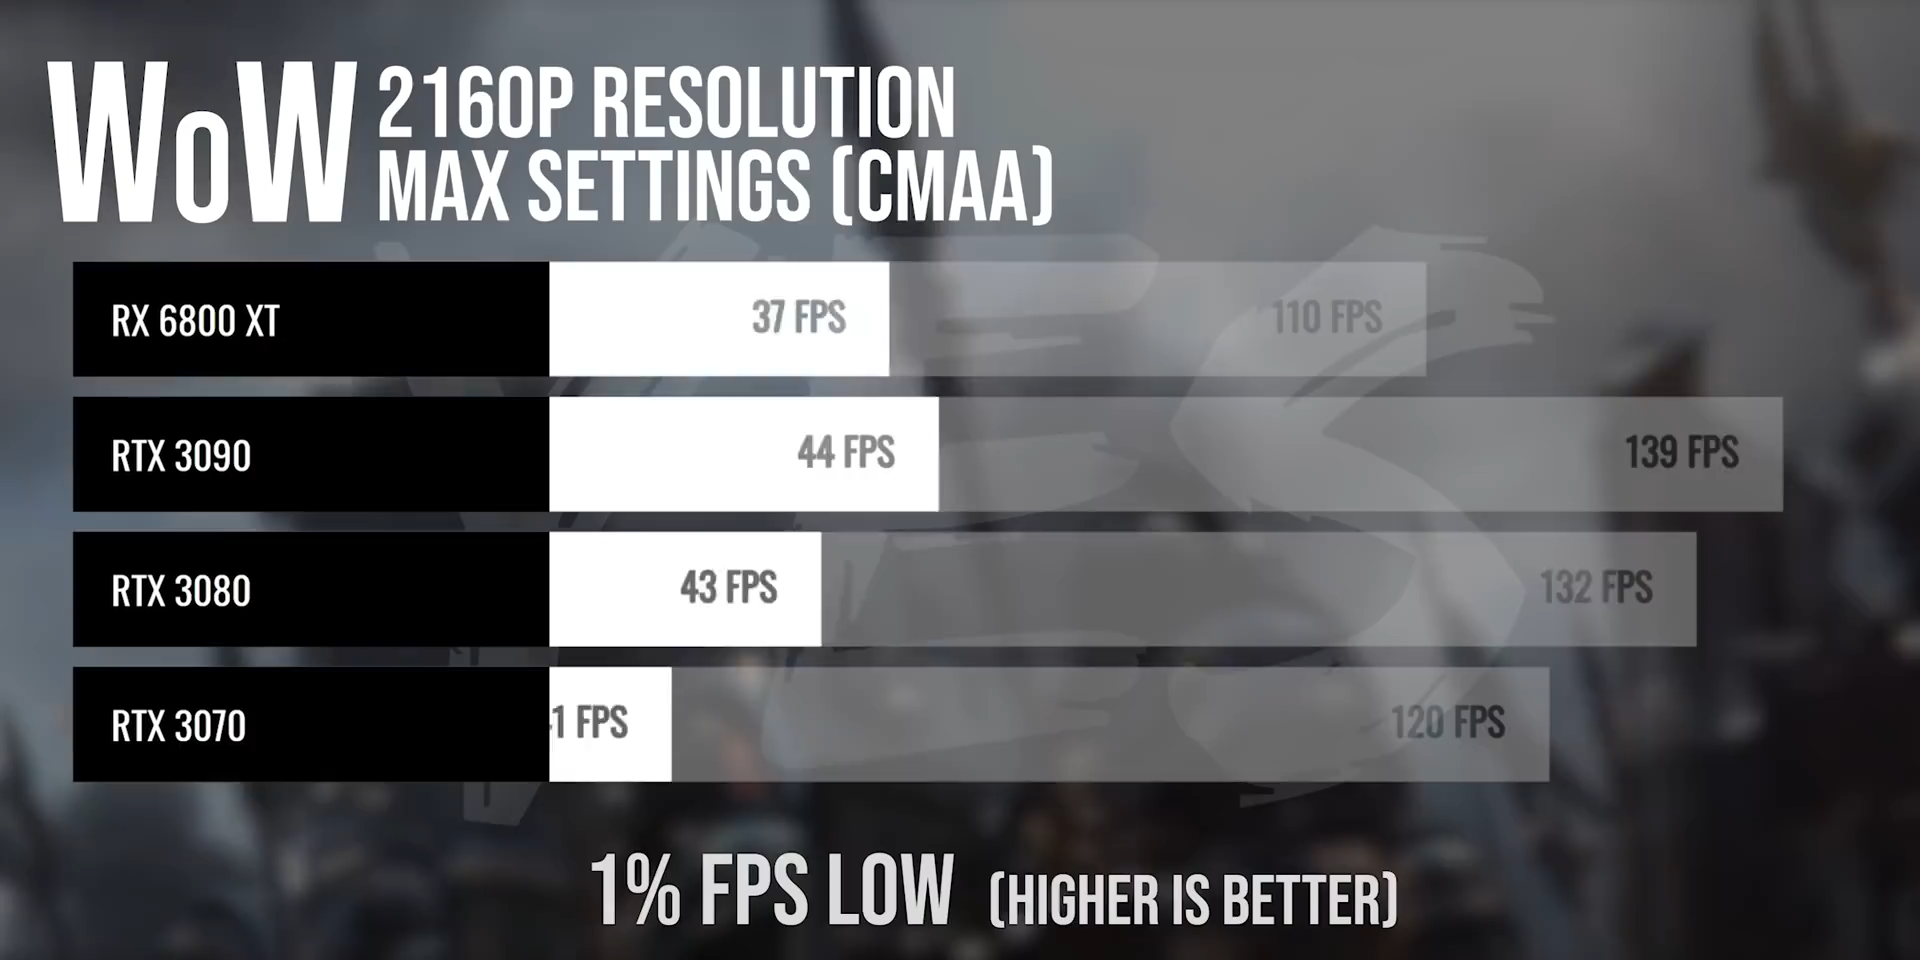 WoW
2160P RESOLUTION
MAX SETTINGS (CMAA)
RX 6800 XT 37 FPS 110 FPS
RTX 3090 44 FPS 139 FPS
RTX 3080 43 FPS 132 FPS
RTX 3070 1 FPS 120 FPS
1% FPS LOW (HIGHER IS BETTER)